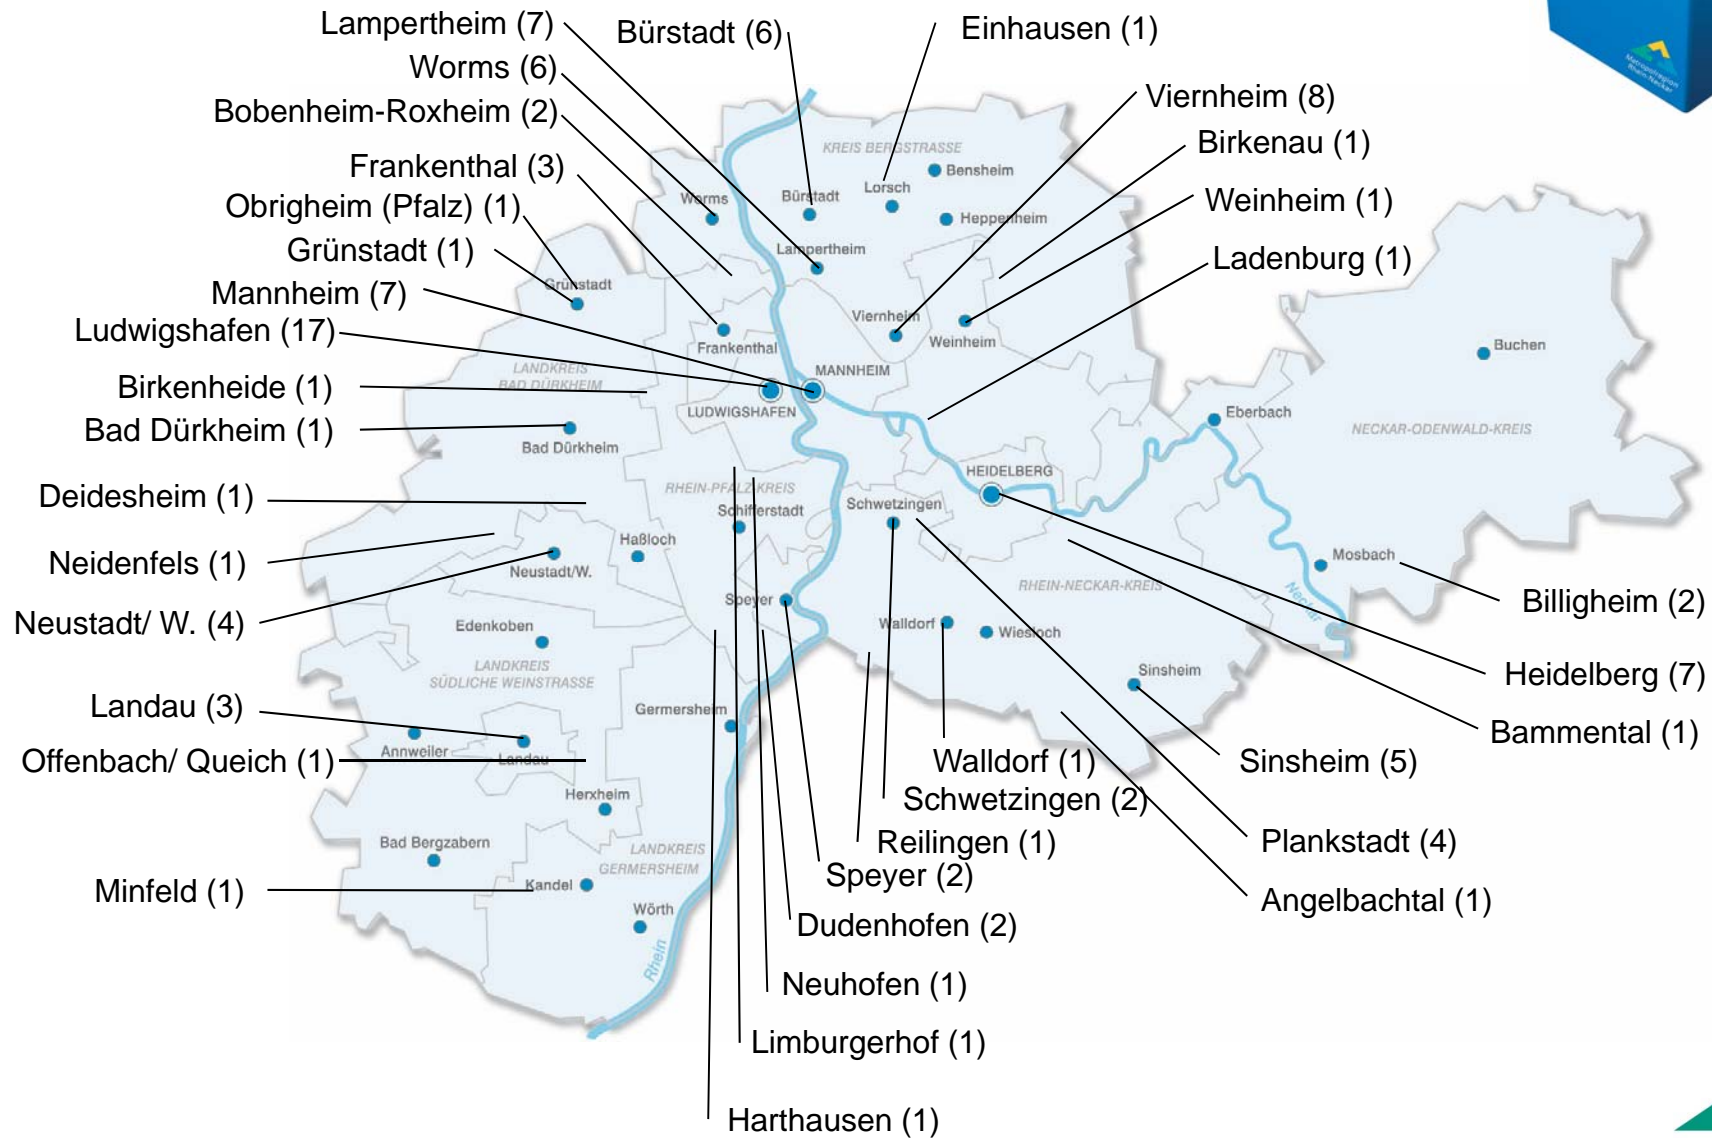 Lampertheim (7)
Bürstadt (6)
Einhausen (1)
Worms (6)
Viernheim (8)
Bobenheim-Roxheim (2)
Birkenau (1)
Frankenthal (3)
Weinheim (1)
Obrigheim (Pfalz) (1)
Grünstadt (1)
Ladenburg (1)
Mannheim (7)
Ludwigshafen (17)
Birkenheide (1)
Bad Dürkheim (1)
Deidesheim (1)
Neidenfels (1)
Neustadt/ W. (4)
Landau (3)
Offenbach/ Queich (1)
Minfeld (1)
Billigheim (2)
Heidelberg (7)
Bammental (1)
Sinsheim (5)
Walldorf (1)
Schwetzingen (2)
Reilingen (1)
Plankstadt (4)
Speyer (2)
Angelbachtal (1)
Dudenhofen (2)
Neuhofen (1)
Limburgerhof (1)
Harthausen (1)
Metropolregion
Rhein-Neckar
KREIS BERGSTRASSE
Bensheim
Lorsch
Bürstadt
Worms
Heppenheim
Lampertheim
Grünstadt
Viernheim
Weinheim
Frankenthal
MANNHEIM
LUDWIGSHAFEN
LANDKREIS
BAD DÜRKHEIM
Bad Dürkheim
Buchen
Eberbach
NECKAR-ODENWALD-KREIS
HEIDELBERG
RHEIN-PFALZ-KREIS
Schifferstadt
Schwetzingen
Haßloch
Neustadt/W.
Mosbach
RHEIN-NECKAR-KREIS
Neckar
Speyer
Walldorf
Wiesloch
Edenkoben
LANDKREIS
SÜDLICHE WEINSTRASSE
Sinsheim
Germersheim
Annweiler
Landau
Herxheim
Bad Bergzabern
LANDKREIS
GERMERSHEIM
Kandel
Wörth
Rhein